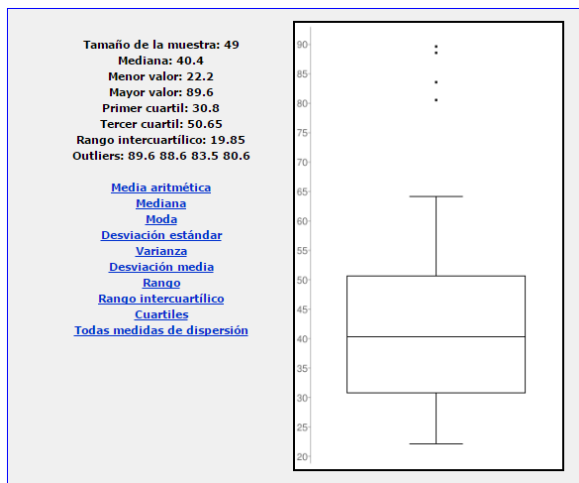 Tamaño de la muestra: 49
Mediana: 40.4
Menor valor: 22.2
Mayor valor: 89.6
Primer cuartil: 30.8
Tercer cuartil: 50.65
Rango intercuartílico: 19.85
Outliers: 89.6 88.6 83.5 80.6
Media aritmética
Mediana
Moda
Desviación estándar
Varianza
Desviación media
Rango
Rango intercuartílico
Cuartiles
Todas medidas de dispersión
90
85
80
75
70
65
60
55
50
45
40
35
30
25
20